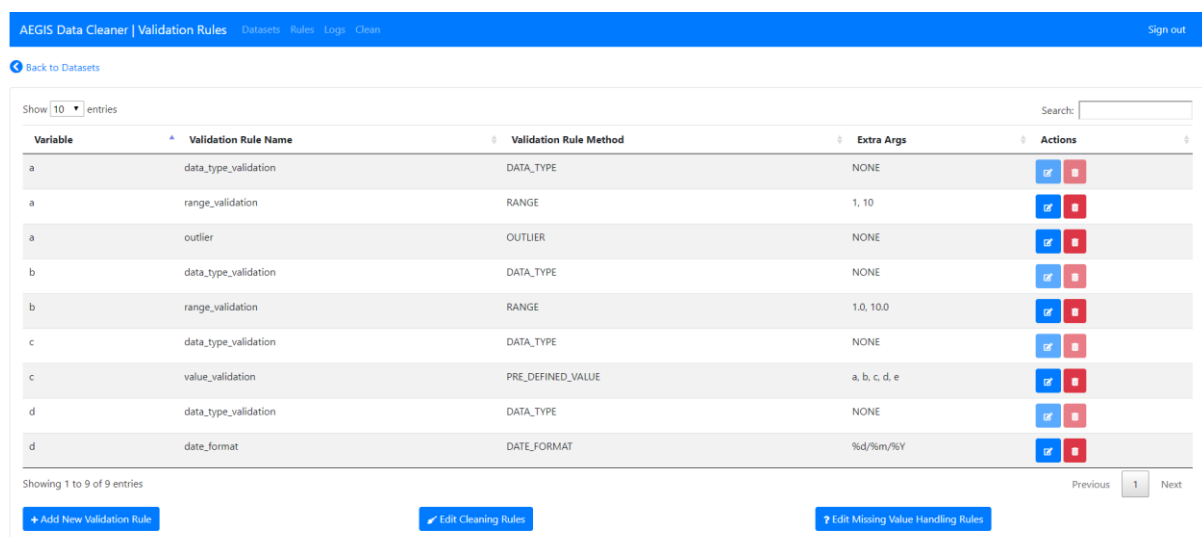 AEGIS Data Cleaner | Validation Rules Datasets Rules Logs Clean Sign out
Back to Datasets
Show 10 entries Search:
Variable Validation Rule Name Validation Rule Method Extra Args Actions
a data_type_validation DATA_TYPE NONE
a range_validation RANGE 1, 10
a outlier OUTLIER NONE
b data_type_validation DATA_TYPE NONE
b range_validation RANGE 1.0, 10.0
c data_type_validation DATA_TYPE NONE
c value_validation PRE_DEFINED_VALUE a, b, c, d, e
d data_type_validation DATA_TYPE NONE
d date_format DATE_FORMAT %d/%m/%Y
Showing 1 to 9 of 9 entries Previous 1 Next
+ Add New Validation Rule Edit Cleaning Rules ? Edit Missing Value Handling Rules